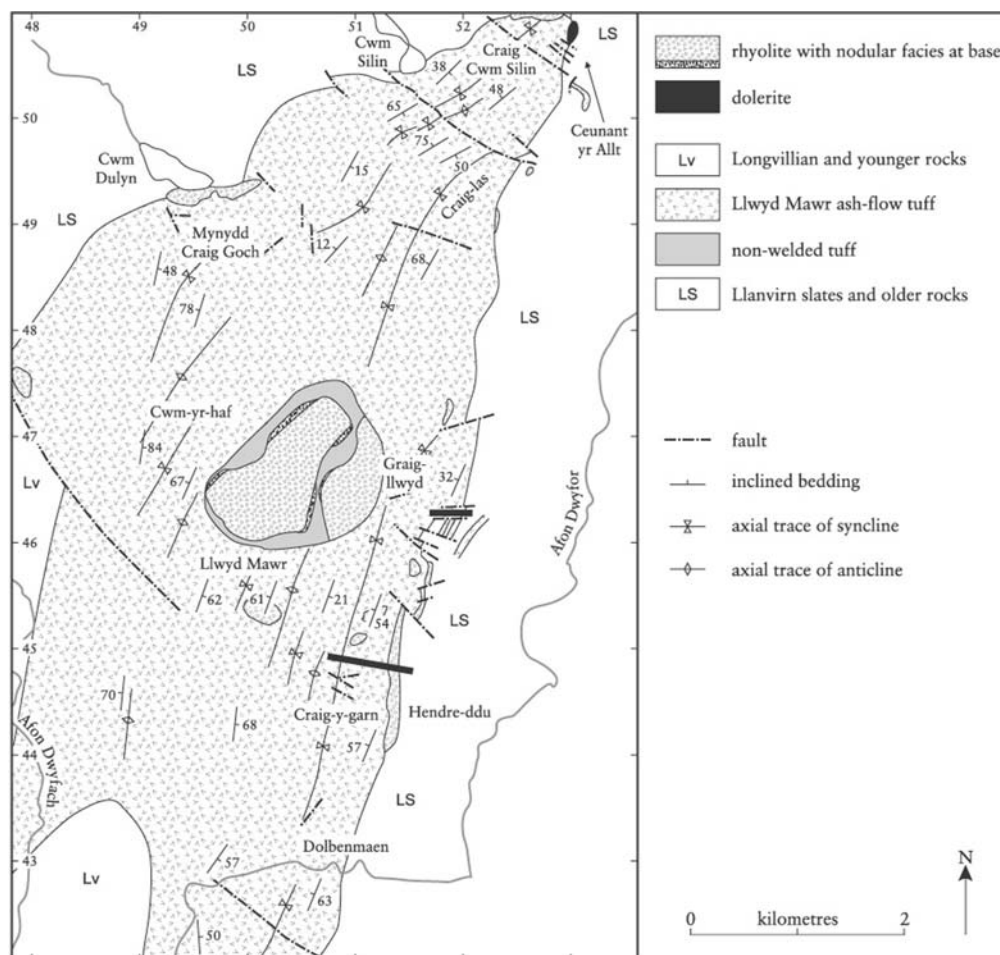 48
49
50
51
52
LS
Cwm
Silin
Craig
Cwm Silin
LS
38
48
65
50
75
50
Ceunant
yr Allt
15
Cwm
Dulyn
Craig-las
LS
49
Mynydd
Craig Goch
12
68
48
LS
78
48
Cwm-yr-haf
47
84
Graig-
llwyd
67
32
Lv
Afon Dwyfor
46
Llwyd Mawr
62
61
21
7
54
LS
45
70
Hendre-ddu
Craig-y-garn
68
57
44
Afon Dwyfach
LS
Dolbenmaen
43
57
Lv
63
50
rhyolite with nodular facies at base
dolerite
Lv Longvillian and younger rocks
Llwyd Mawr ash-flow tuff
non-welded tuff
LS Llanvirn slates and older rocks
fault
inclined bedding
axial trace of syncline
axial trace of anticline
N
0 kilometres 2